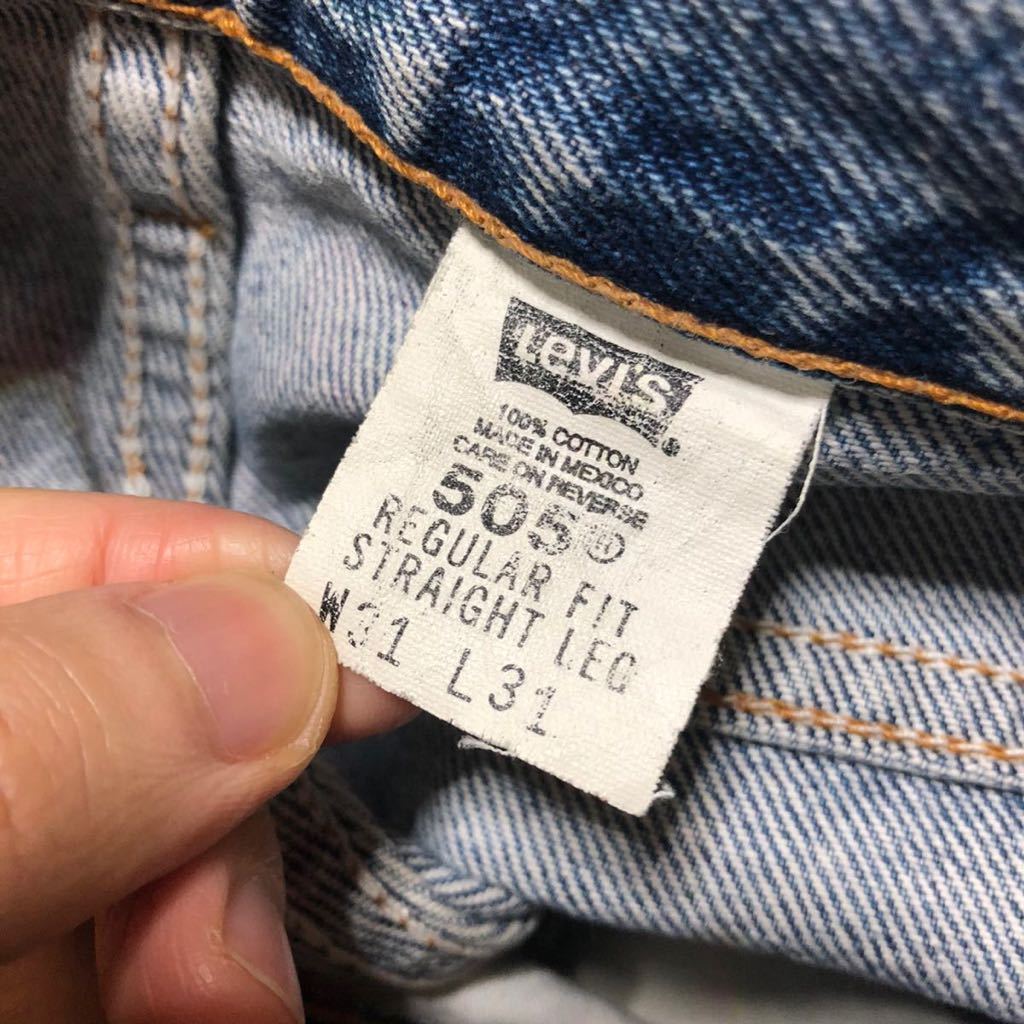 Levi's
100% COTTON
MADE IN MEXICO
CARE ON REVERSE
505®
REGULAR FIT
STRAIGHT LEG
W31 L31